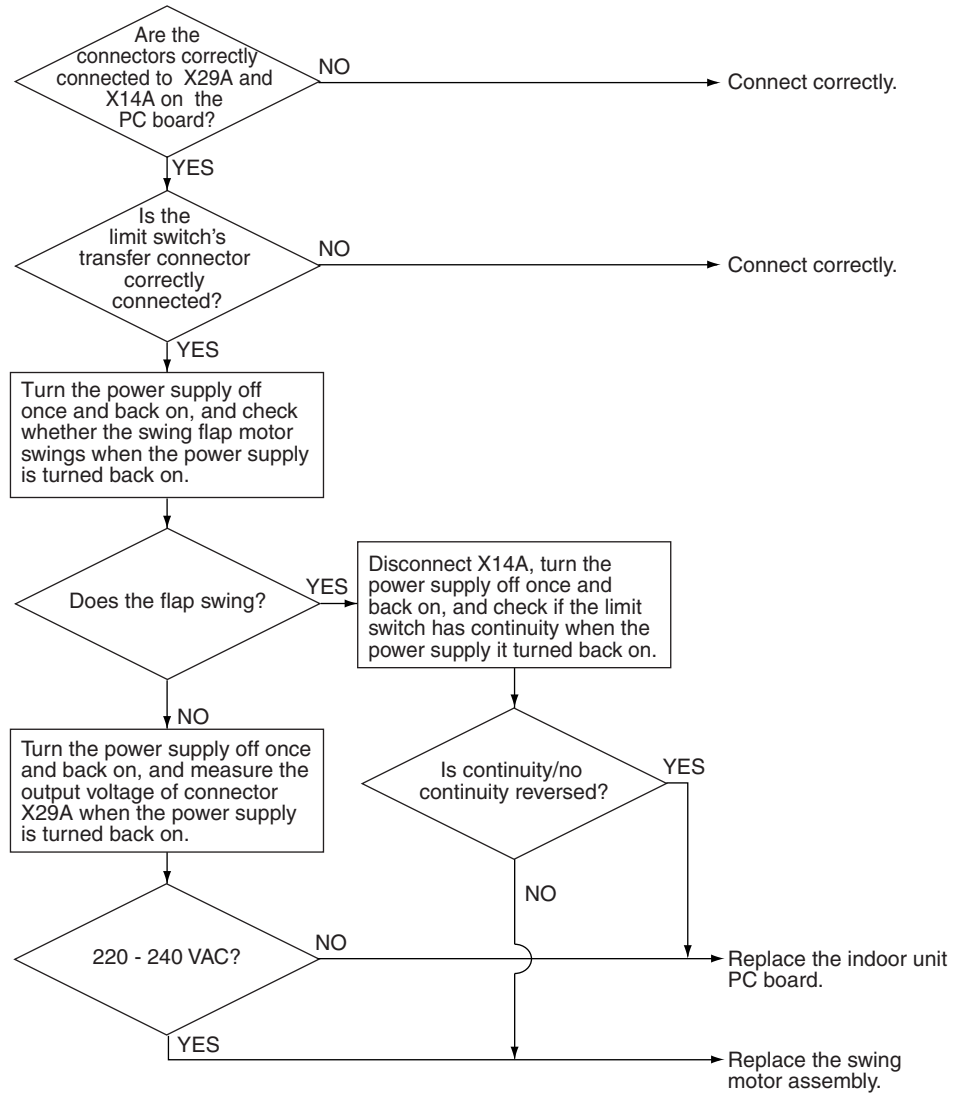 Are the
connectors correctly
connected to X29A and
X14A on the
PC board?
NO
Connect correctly.
YES
Is the
limit switch's
transfer connector
correctly
connected?
NO
Connect correctly.
YES
Turn the power supply off
once and back on, and check
whether the swing flap motor
swings when the power supply
is turned back on.
Does the flap swing?
YES
Disconnect X14A, turn the
power supply off once and
back on, and check if the limit
switch has continuity when the
power supply it turned back on.
NO
Turn the power supply off once
and back on, and measure the
output voltage of connector
X29A when the power supply
is turned back on.
Is continuity/no
continuity reversed?
YES
NO
220 - 240 VAC?
NO
Replace the indoor unit
PC board.
YES
Replace the swing
motor assembly.